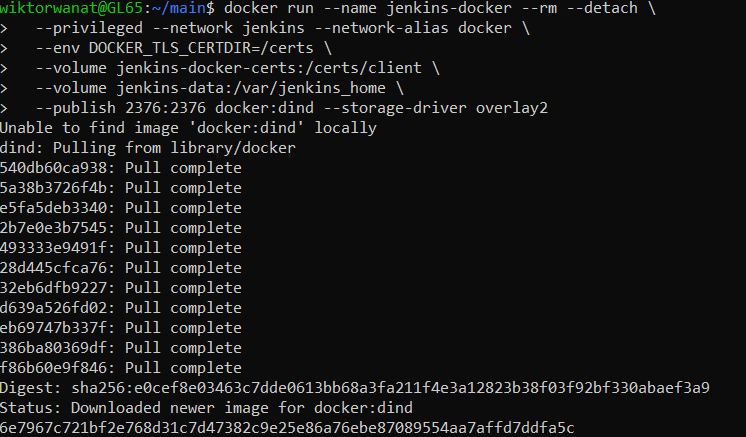 wiktorwanat@GL65:~/main$ docker run --name jenkins-docker --rm --detach \
>   --privileged --network jenkins --network-alias docker \
>   --env DOCKER_TLS_CERTDIR=/certs \
>   --volume jenkins-docker-certs:/certs/client \
>   --volume jenkins-data:/var/jenkins_home \
>   --publish 2376:2376 docker:dind --storage-driver overlay2
Unable to find image 'docker:dind' locally
dind: Pulling from library/docker
540db60ca938: Pull complete
5a38b3726f4b: Pull complete
e5fa5deb3340: Pull complete
2b7e0e3b7545: Pull complete
493333e9491f: Pull complete
28d445cfca76: Pull complete
32eb6dfb9227: Pull complete
d639a526fd02: Pull complete
eb69747b337f: Pull complete
386ba80369df: Pull complete
f86b60e9f846: Pull complete
Digest: sha256:e0cef8e03463c7dde0613bb68a3fa211f4e3a12823b38f03f92bf330abaef3a9
Status: Downloaded newer image for docker:dind
6e7967c721bf2e768d31c7d47382c9e25e86a76ebe87089554aa7affd7ddfa5c